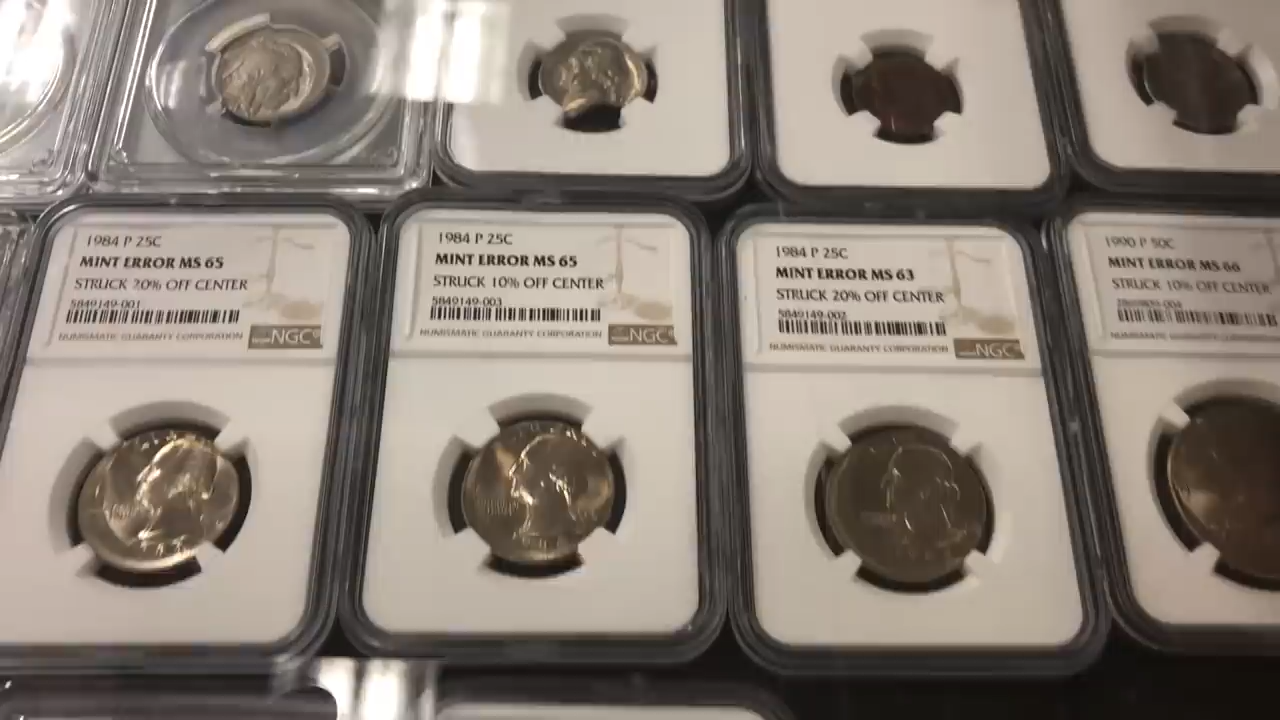 1984 P 25C
MINT ERROR MS 65
STRUCK 20% OFF CENTER
5849149-001
NUMISMATIC GUARANTY CORPORATION
NGC
1984 P 25C
MINT ERROR MS 65
STRUCK 10% OFF CENTER
5849149-003
NUMISMATIC GUARANTY CORPORATION
NGC
1984 P 25C
MINT ERROR MS 63
STRUCK 20% OFF CENTER
5849149-002
NUMISMATIC GUARANTY CORPORATION
NGC
1990 P 50C
MINT ERROR MS 66
STRUCK 10% OFF CENTER
NUMISMATIC GUARANTY CORPORATION